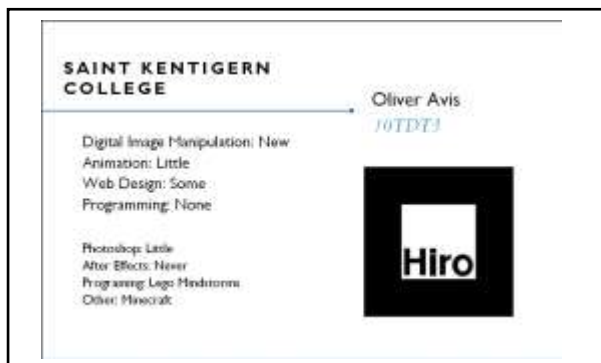 SAINT KENTIGERN
COLLEGE
Oliver Avis
10TDT3
Digital Image Manipulation: New
Animation: Little
Web Design: Some
Programming: None
Photoshop: Little
After Effects: Never
Programing: Lego Mindstorms
Other: Minecraft
Hiro